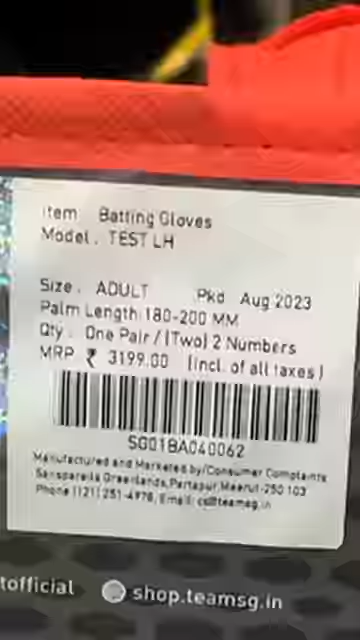 Item Batting Gloves
Model. TEST LH
Size. ADULT Pkd Aug 2023
Palm Length 180-200 MM
Qty. One Pair / (Two) 2 Numbers
MRP ₹ 3199.00 (incl. of all taxes)
SG01BA040062
Manufactured and Marketed by/Consumer Complaints
Sanspareils Greenlands, Partapur, Meerut-250 103
Phone (121) 251-4978, Email: cs@teamsg.in
tofficial shop.teamsg.in